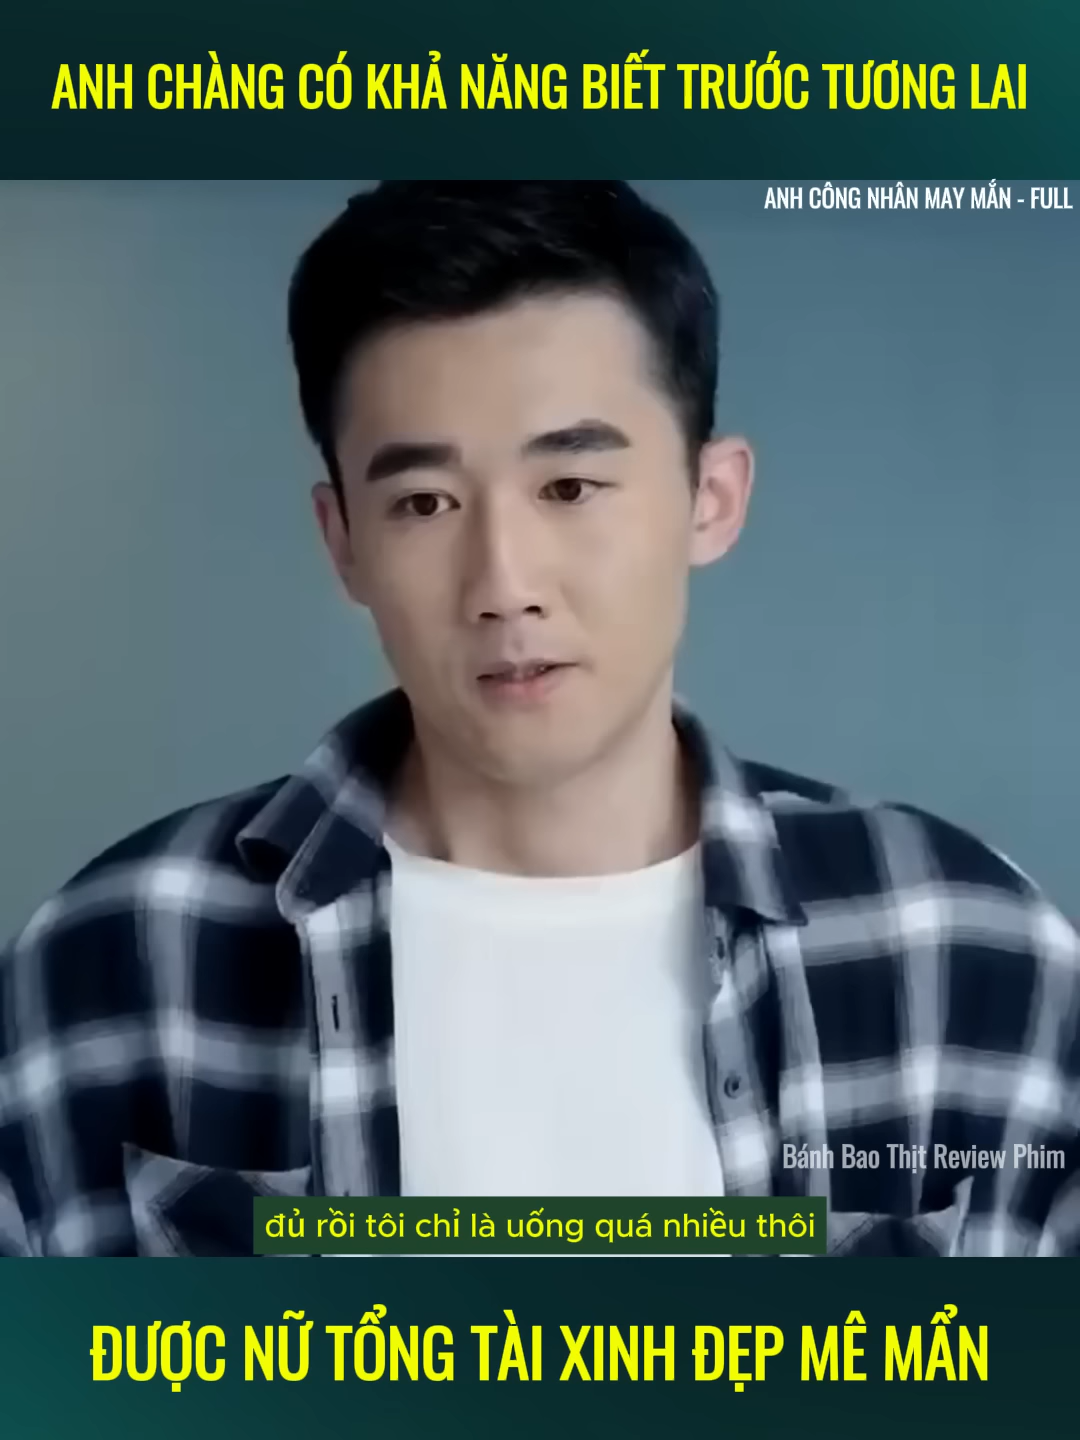 ANH CHÀNG CÓ KHẢ NĂNG BIẾT TRƯỚC TƯƠNG LAI
ANH CÔNG NHÂN MAY MẮN - FULL
Bánh Bao Thịt Review Phim
đủ rồi tôi chỉ là uống quá nhiều thôi
ĐƯỢC NỮ TỔNG TÀI XINH ĐẸP MÊ MẨN